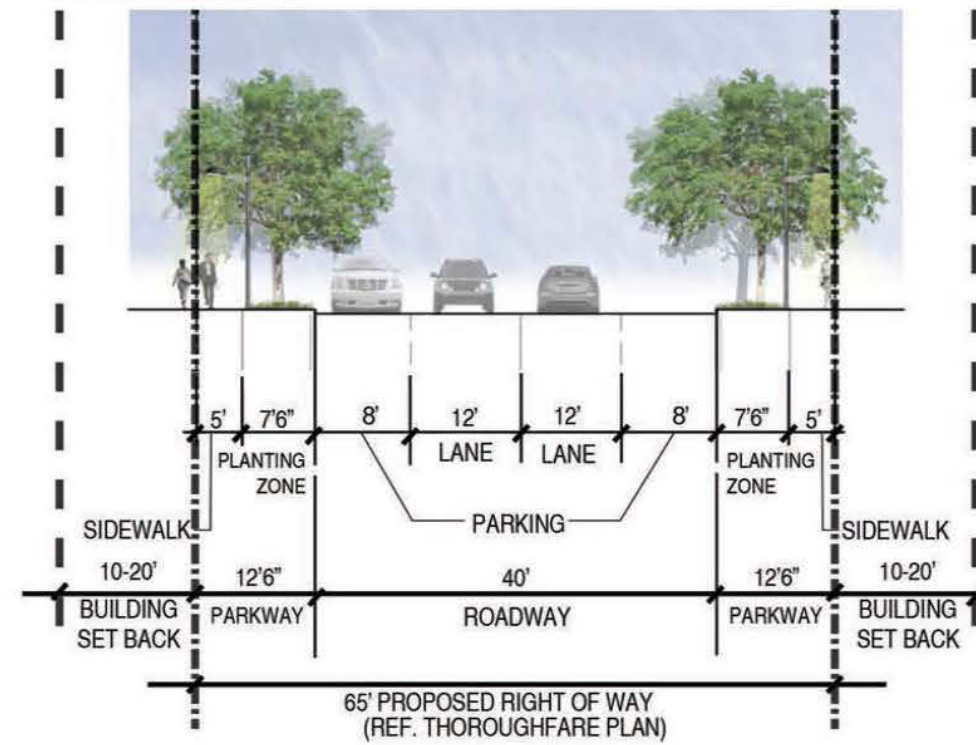 5' 7'6" 8' 12' 12' 8' 7'6" 5'
PLANTING LANE LANE PLANTING
ZONE ZONE
SIDEWALK PARKING SIDEWALK
10-20' 12'6" 40' 12'6" 10-20'
BUILDING PARKWAY ROADWAY PARKWAY BUILDING
SET BACK SET BACK
65' PROPOSED RIGHT OF WAY
(REF. THOROUGHFARE PLAN)